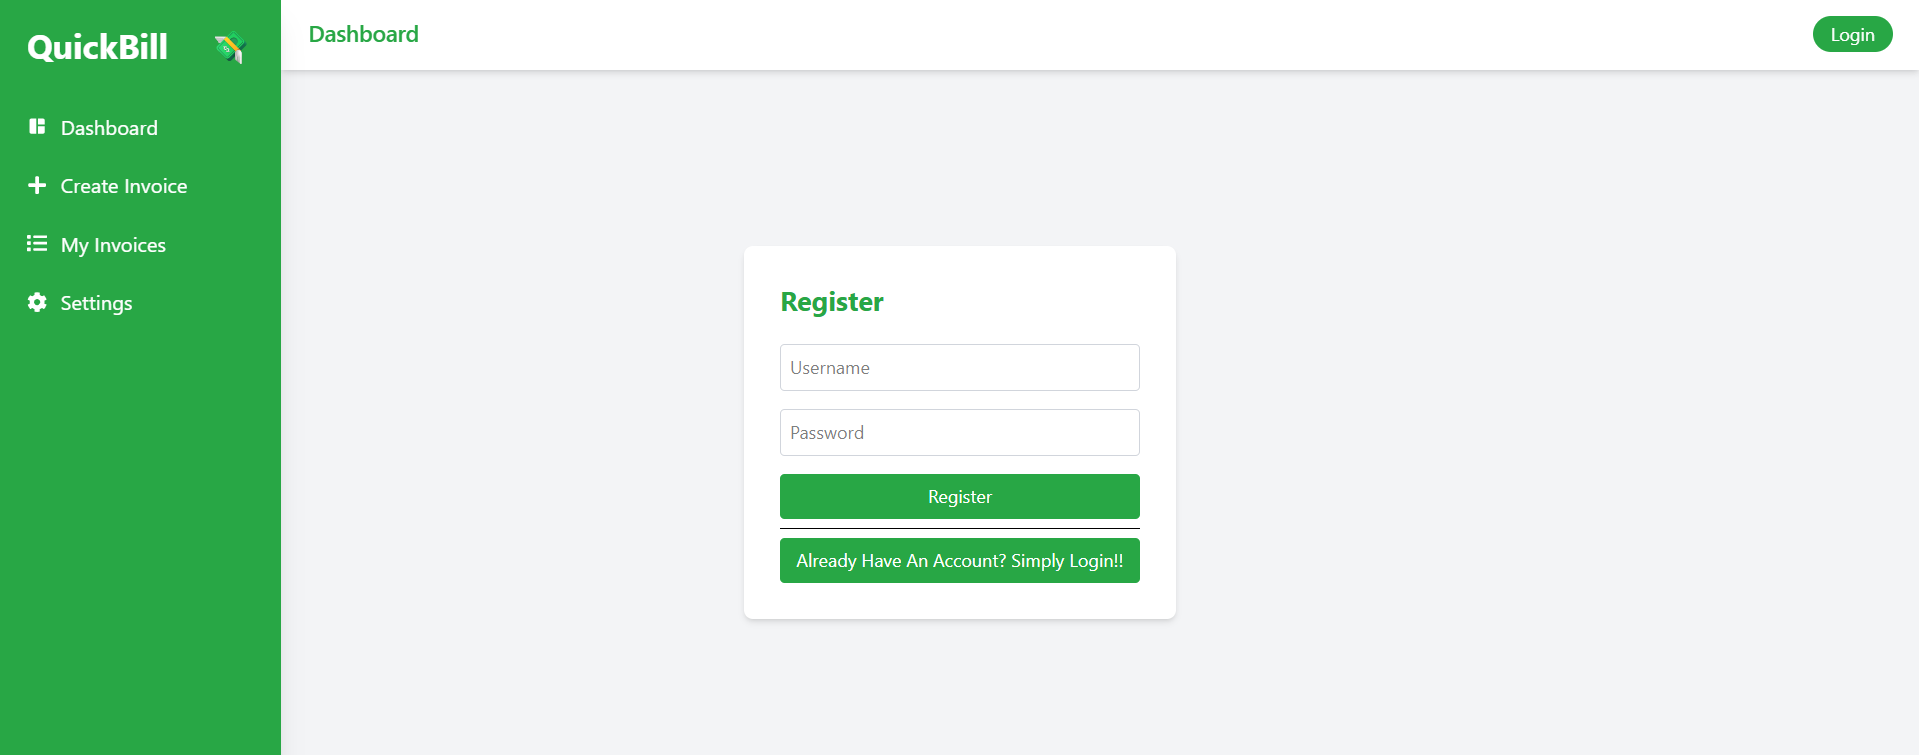 QuickBill
Dashboard
Create Invoice
My Invoices
Settings
Dashboard
Login
Register
Username
Password
Register
Already Have An Account? Simply Login!!